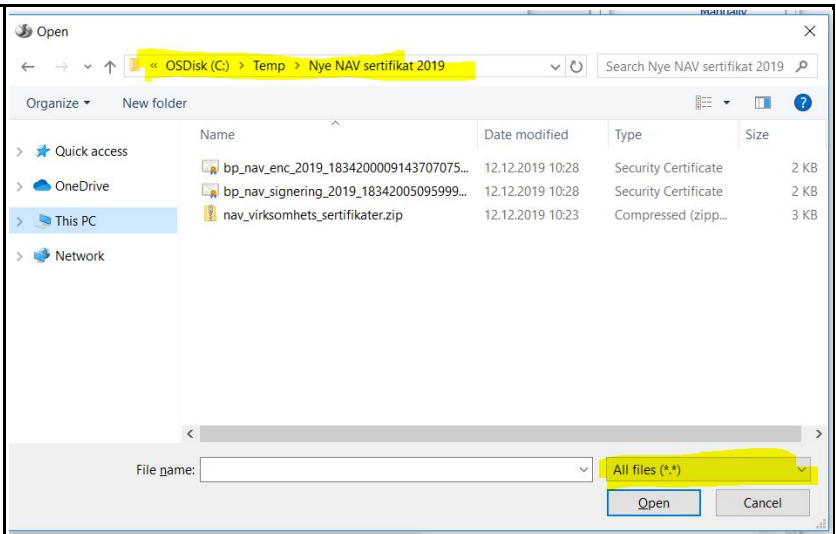 Manually
Open
« OSDisk (C:) > Temp > Nye NAV sertifikat 2019
Search Nye NAV sertifikat 2019
Organize
New folder
Name Date modified Type Size
Quick access
OneDrive
This PC
Network
bp_nav_enc_2019_1834200009143707075... 12.12.2019 10:28 Security Certificate 2 KB
bp_nav_signering_2019_18342005095999... 12.12.2019 10:28 Security Certificate 2 KB
nav_virksomhets_sertifikater.zip 12.12.2019 10:23 Compressed (zipp... 3 KB
File name:
All files (*.*)
Open
Cancel